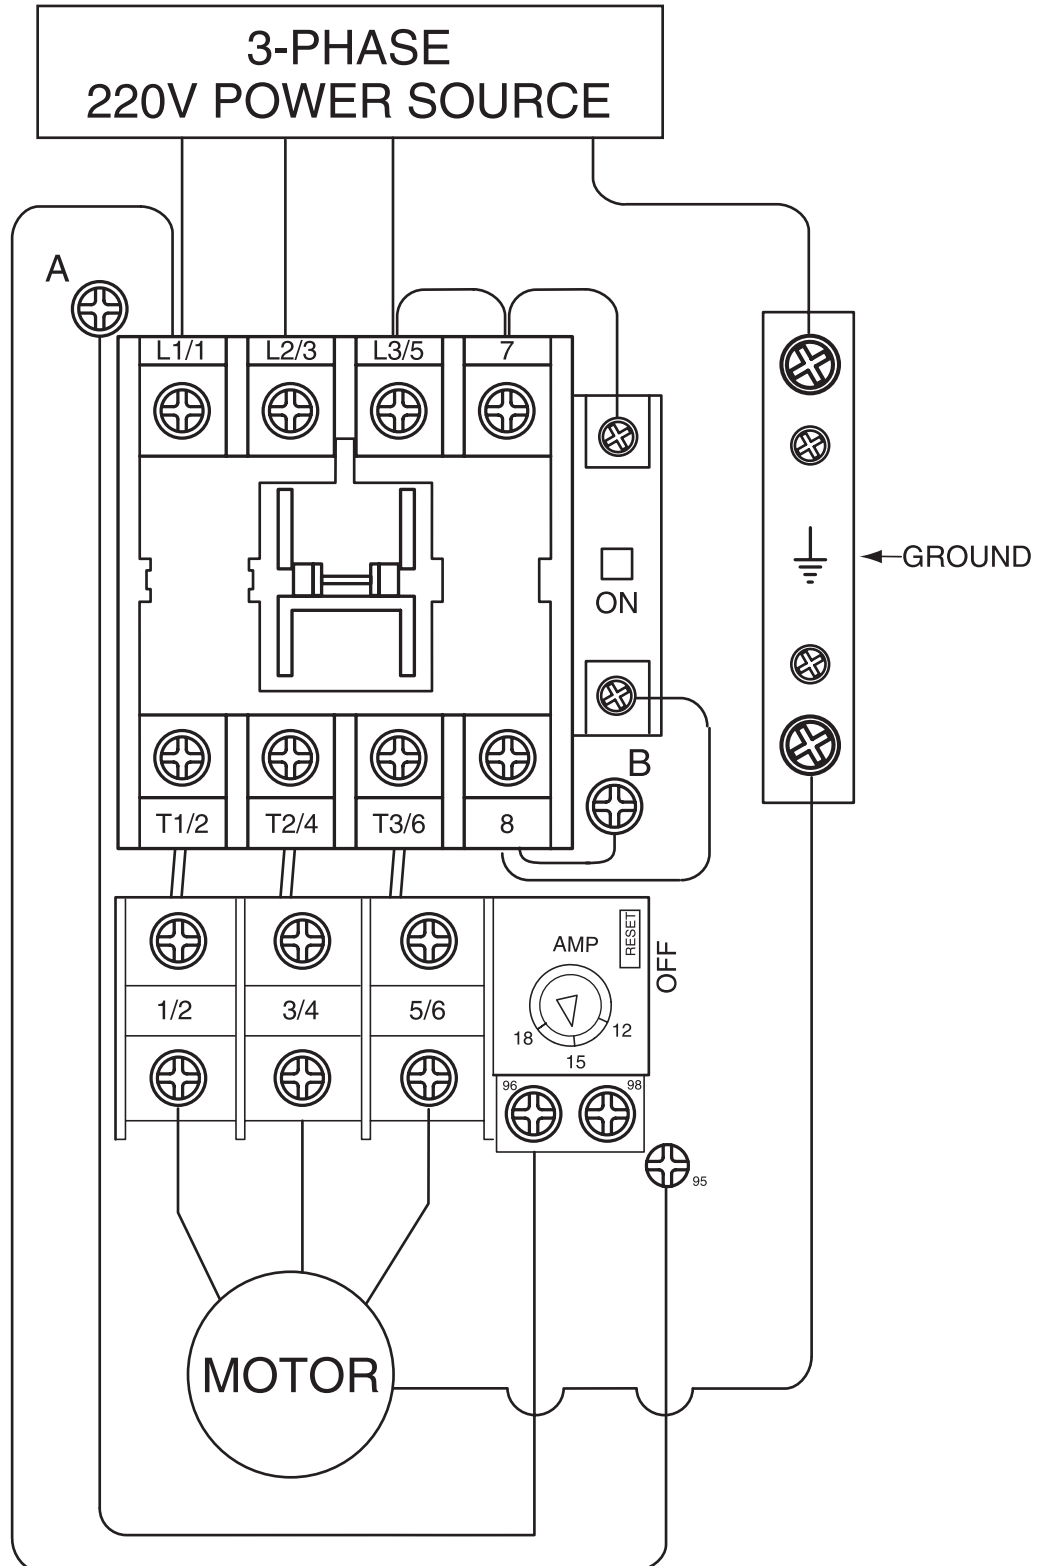 3-PHASE
220V POWER SOURCE
A
L1/1 L2/3 L3/5 7
GROUND
ON
B
T1/2 T2/4 T3/6 8
RESET
AMP
OFF
1/2 3/4 5/6
18 12
15
96 98
95
MOTOR